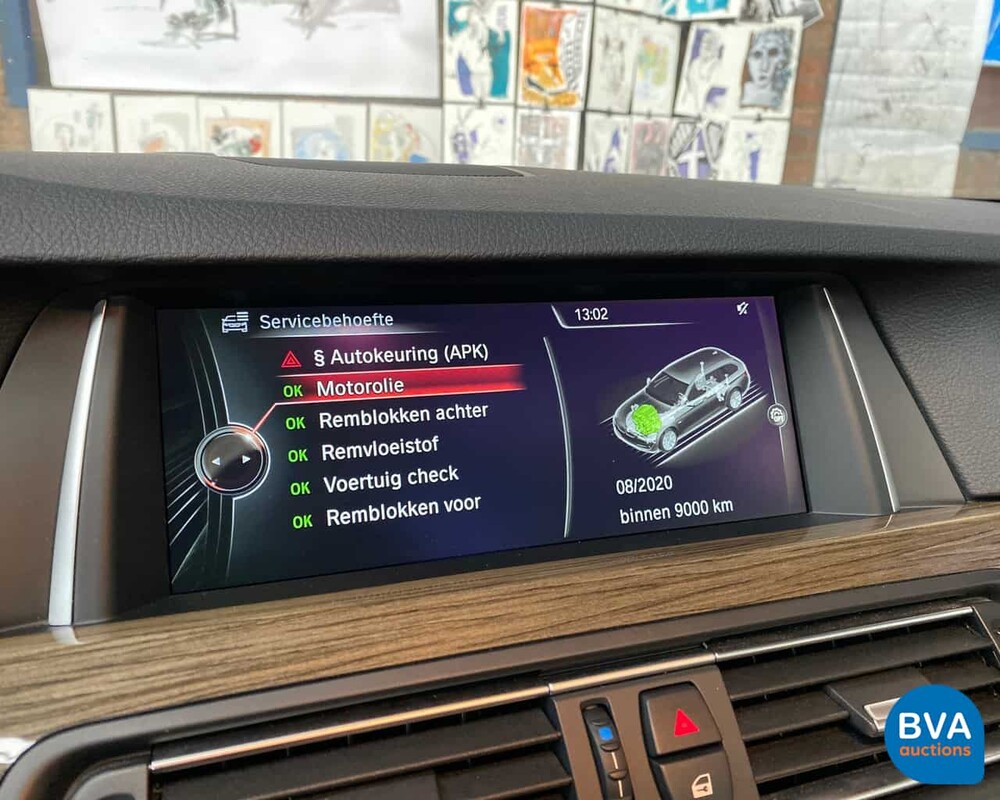 Servicebehoefte
13:02
§ Autokeuring (APK)
OK Motorolie
OK Remblokken achter
OK Remvloeistof
OK Voertuig check
OK Remblokken voor
08/2020
binnen 9000 km
BVA
auctions